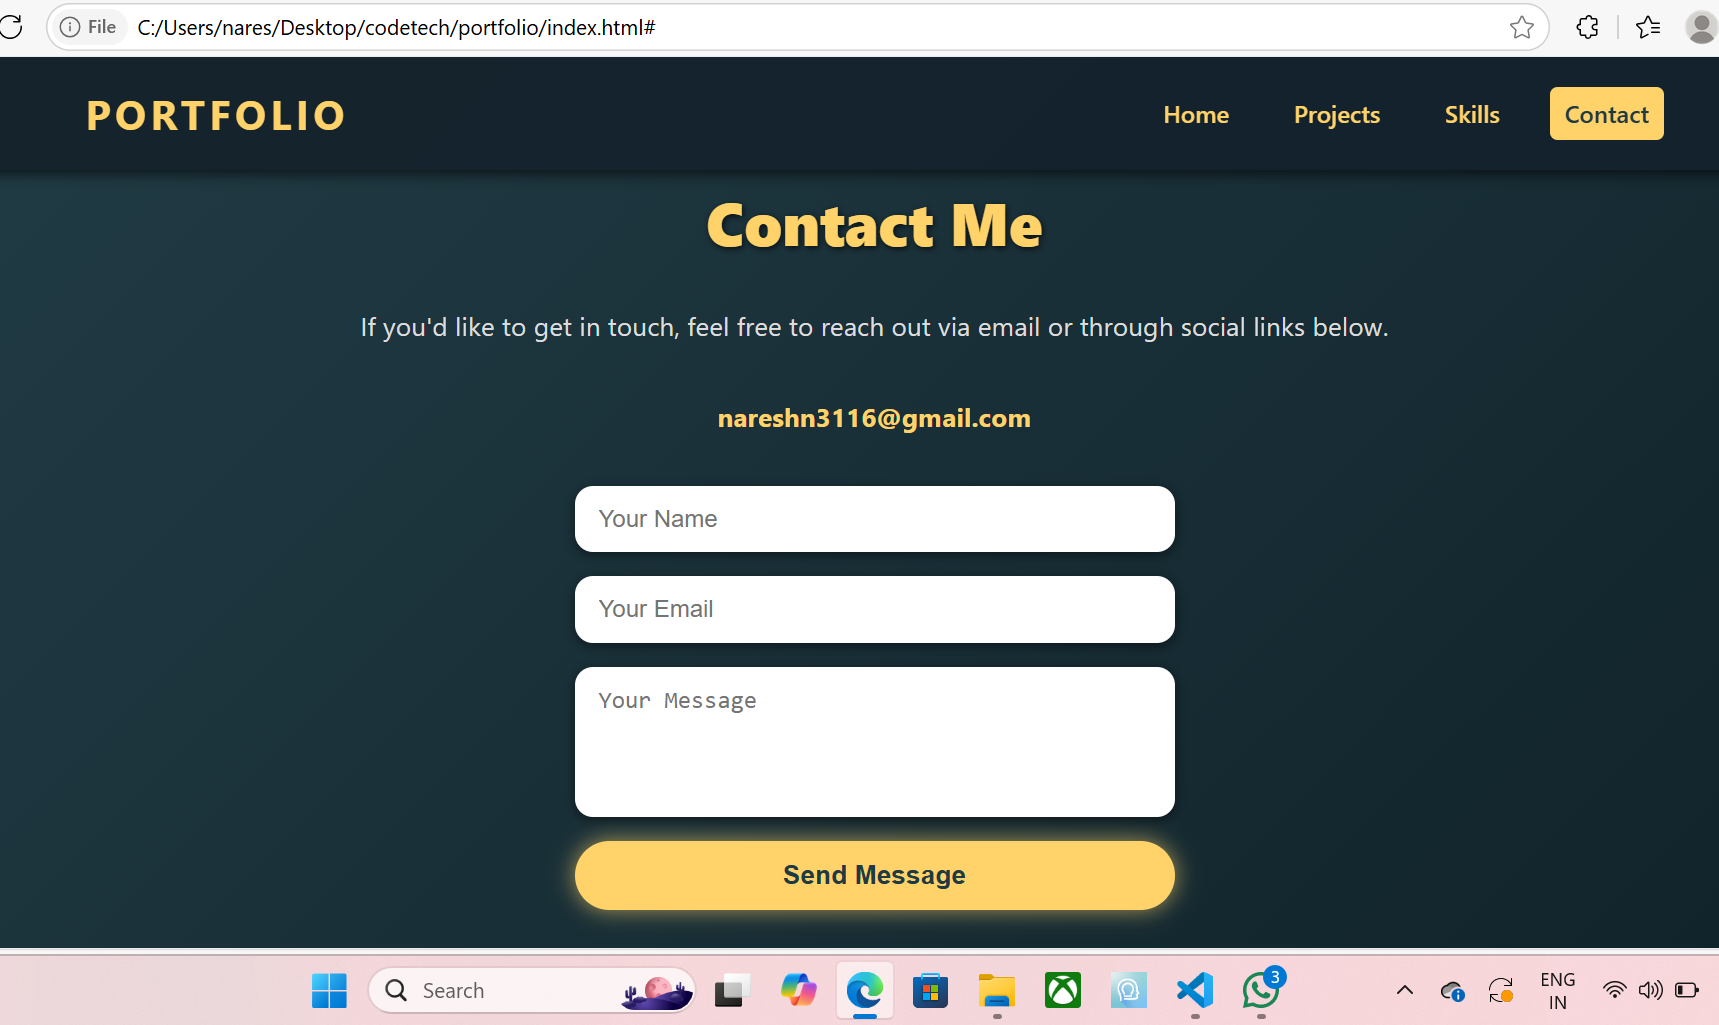 File C:/Users/nares/Desktop/codetech/portfolio/index.html#
PORTFOLIO Home Projects Skills Contact
Contact Me
If you'd like to get in touch, feel free to reach out via email or through social links below.
nareshn3116@gmail.com
Your Name
Your Email
Your Message
Send Message
Search
3
ENG
IN